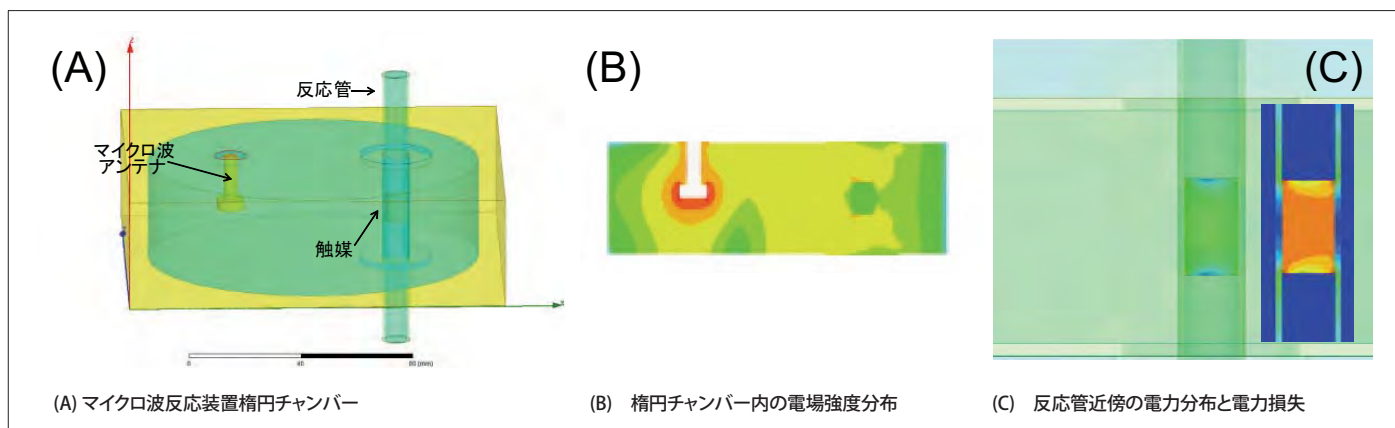 (A)
反応管→
マイクロ波
アンテナ
触媒
0
(B)
(C)
(A) マイクロ波反応装置楕円チャンバー
(B) 楕円チャンバー内の電場強度分布
(C) 反応管近傍の電力分布と電力損失